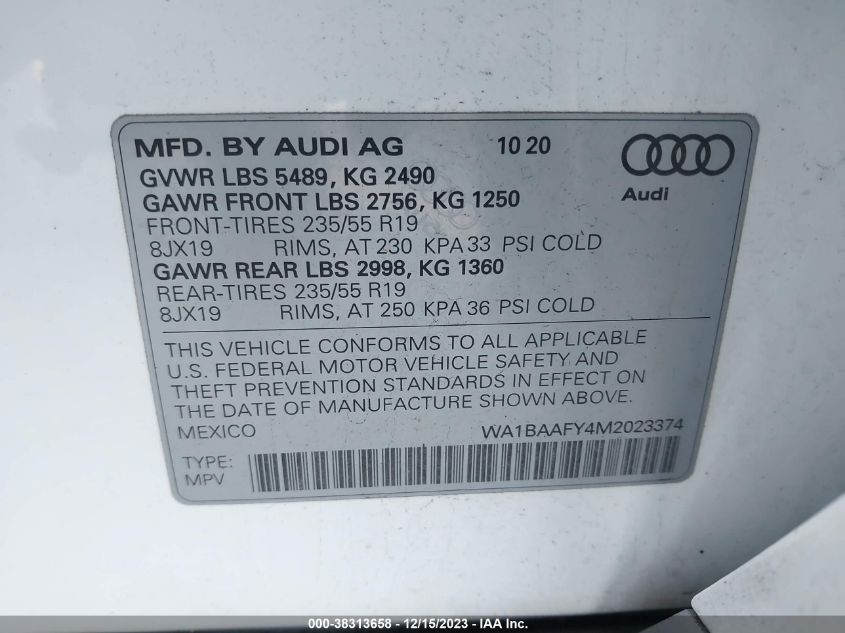 MFD. BY AUDI AG 10 20
Audi
GVWR LBS 5489, KG 2490
GAWR FRONT LBS 2756, KG 1250
FRONT-TIRES 235/55 R19
8JX19 RIMS, AT 230 KPA 33 PSI COLD
GAWR REAR LBS 2998, KG 1360
REAR-TIRES 235/55 R19
8JX19 RIMS, AT 250 KPA 36 PSI COLD
THIS VEHICLE CONFORMS TO ALL APPLICABLE
U.S. FEDERAL MOTOR VEHICLE SAFETY AND
THEFT PREVENTION STANDARDS IN EFFECT ON
THE DATE OF MANUFACTURE SHOWN ABOVE.
MEXICO WA1BAAFY4M2023374
TYPE:
MPV
000-38313658 - 12/15/2023 - IAA Inc.